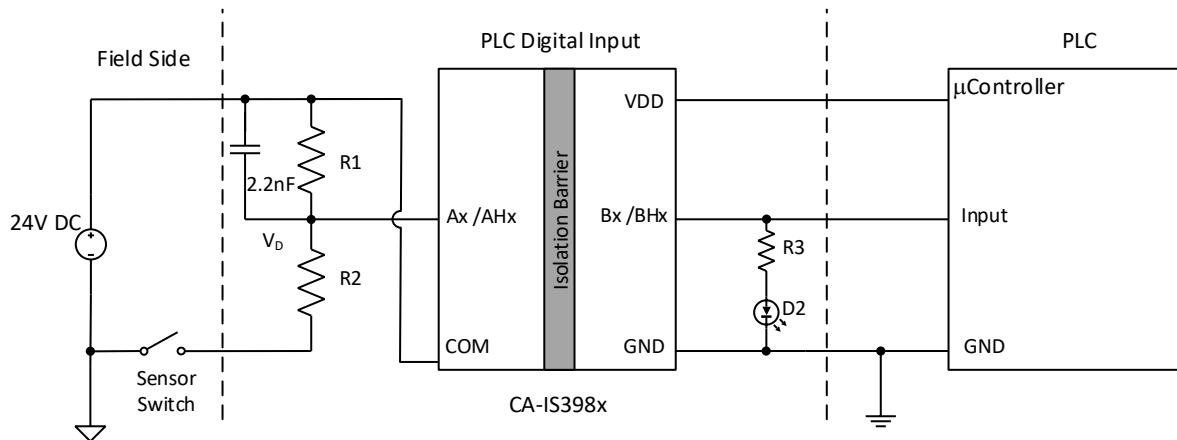 PLC Digital Input
PLC
Field Side
μController
VDD
R1
2.2nF
Isolation Barrier
Ax /AHx
Bx /BHx
Input
24V DC
VD
R3
R2
D2
COM
GND
GND
Sensor
Switch
CA-IS398x